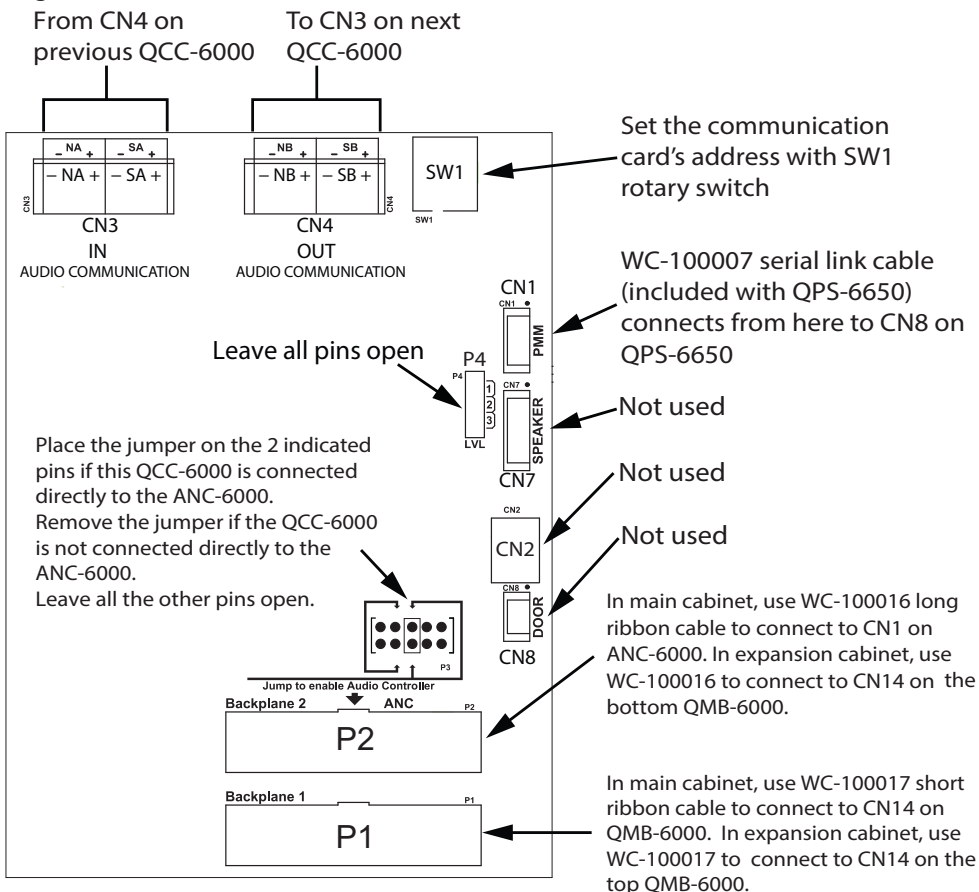 From CN4 on
previous QCC-6000
To CN3 on next
QCC-6000
- NA + - SA +
- NA + - SA +
CN3
CN3
IN
AUDIO COMMUNICATION
- NB + - SB +
- NB + - SB +
CN4
CN4
OUT
AUDIO COMMUNICATION
SW1
SW1
Set the communication
card's address with SW1
rotary switch
CN1
CN1
PMM
WC-100007 serial link cable
(included with QPS-6650)
connects from here to CN8 on
QPS-6650
Leave all pins open
P4
P4
1
2
3
LVL
CN7
SPEAKER
CN7
Not used
Place the jumper on the 2 indicated
pins if this QCC-6000 is connected
directly to the ANC-6000.
Remove the jumper if the QCC-6000
is not connected directly to the
ANC-6000.
Leave all the other pins open.
CN2
CN2
Not used
CN8
DOOR
CN8
Not used
P3
Jump to enable Audio Controller
Backplane 2 ANC P2
P2
In main cabinet, use WC-100016 long
ribbon cable to connect to CN1 on
ANC-6000. In expansion cabinet, use
WC-100016 to connect to CN14 on the
bottom QMB-6000.
Backplane 1 P1
P1
In main cabinet, use WC-100017 short
ribbon cable to connect to CN14 on
QMB-6000. In expansion cabinet, use
WC-100017 to connect to CN14 on the
top QMB-6000.